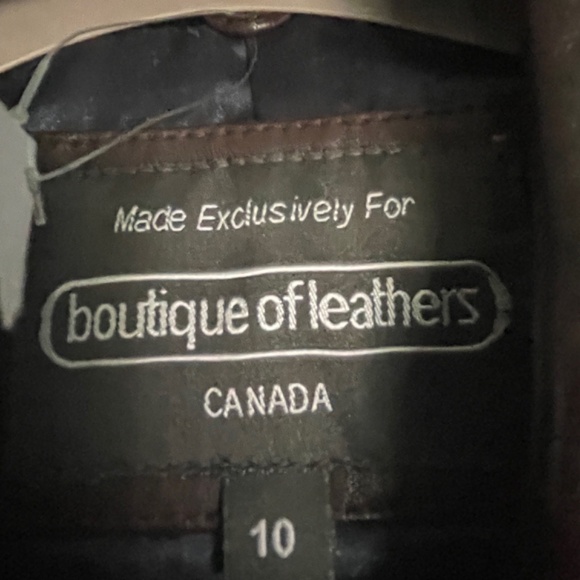 Made Exclusively For
boutique of leathers
CANADA
10